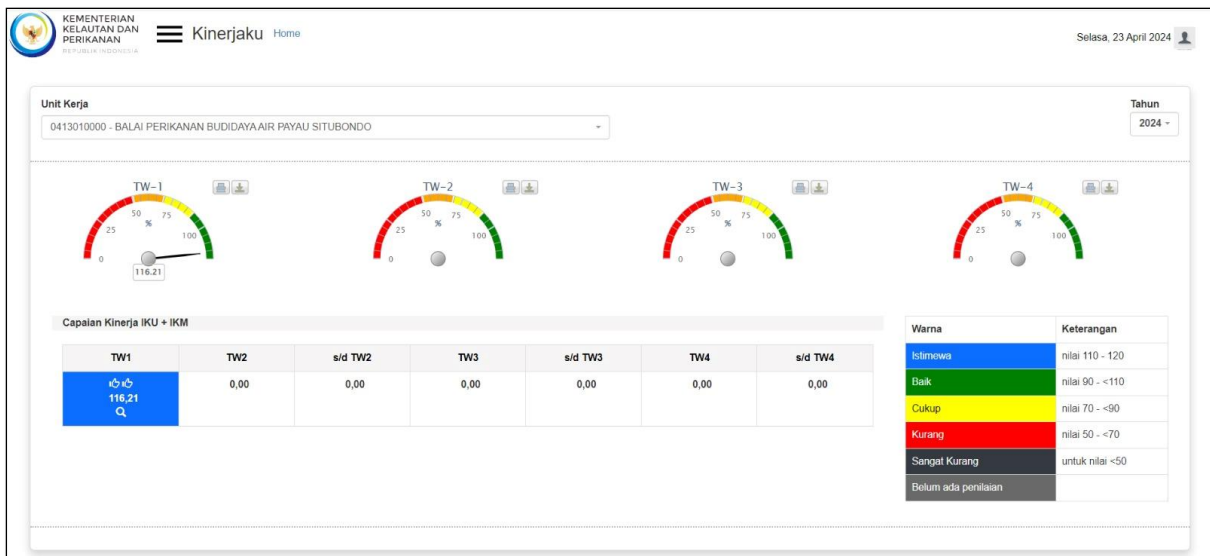 KEMENTERIAN
KELAUTAN DAN
PERIKANAN
REPUBLIK INDONESIA
Kinerjaku Home
Selasa, 23 April 2024
Unit Kerja
Tahun
0413010000 - BALAI PERIKANAN BUDIDAYA AIR PAYAU SITUBONDO
2024
TW-1
0 25 50 75 100
%
116.21
TW-2
0 25 50 75 100
%
TW-3
0 25 50 75 100
%
TW-4
0 25 50 75 100
%
Capaian Kinerja IKU + IKM
TW1 TW2 s/d TW2 TW3 s/d TW3 TW4 s/d TW4
116,21 0,00 0,00 0,00 0,00 0,00 0,00
Warna Keterangan
Istimewa nilai 110 - 120
Baik nilai 90 - <110
Cukup nilai 70 - <90
Kurang nilai 50 - <70
Sangat Kurang untuk nilai <50
Belum ada penilaian